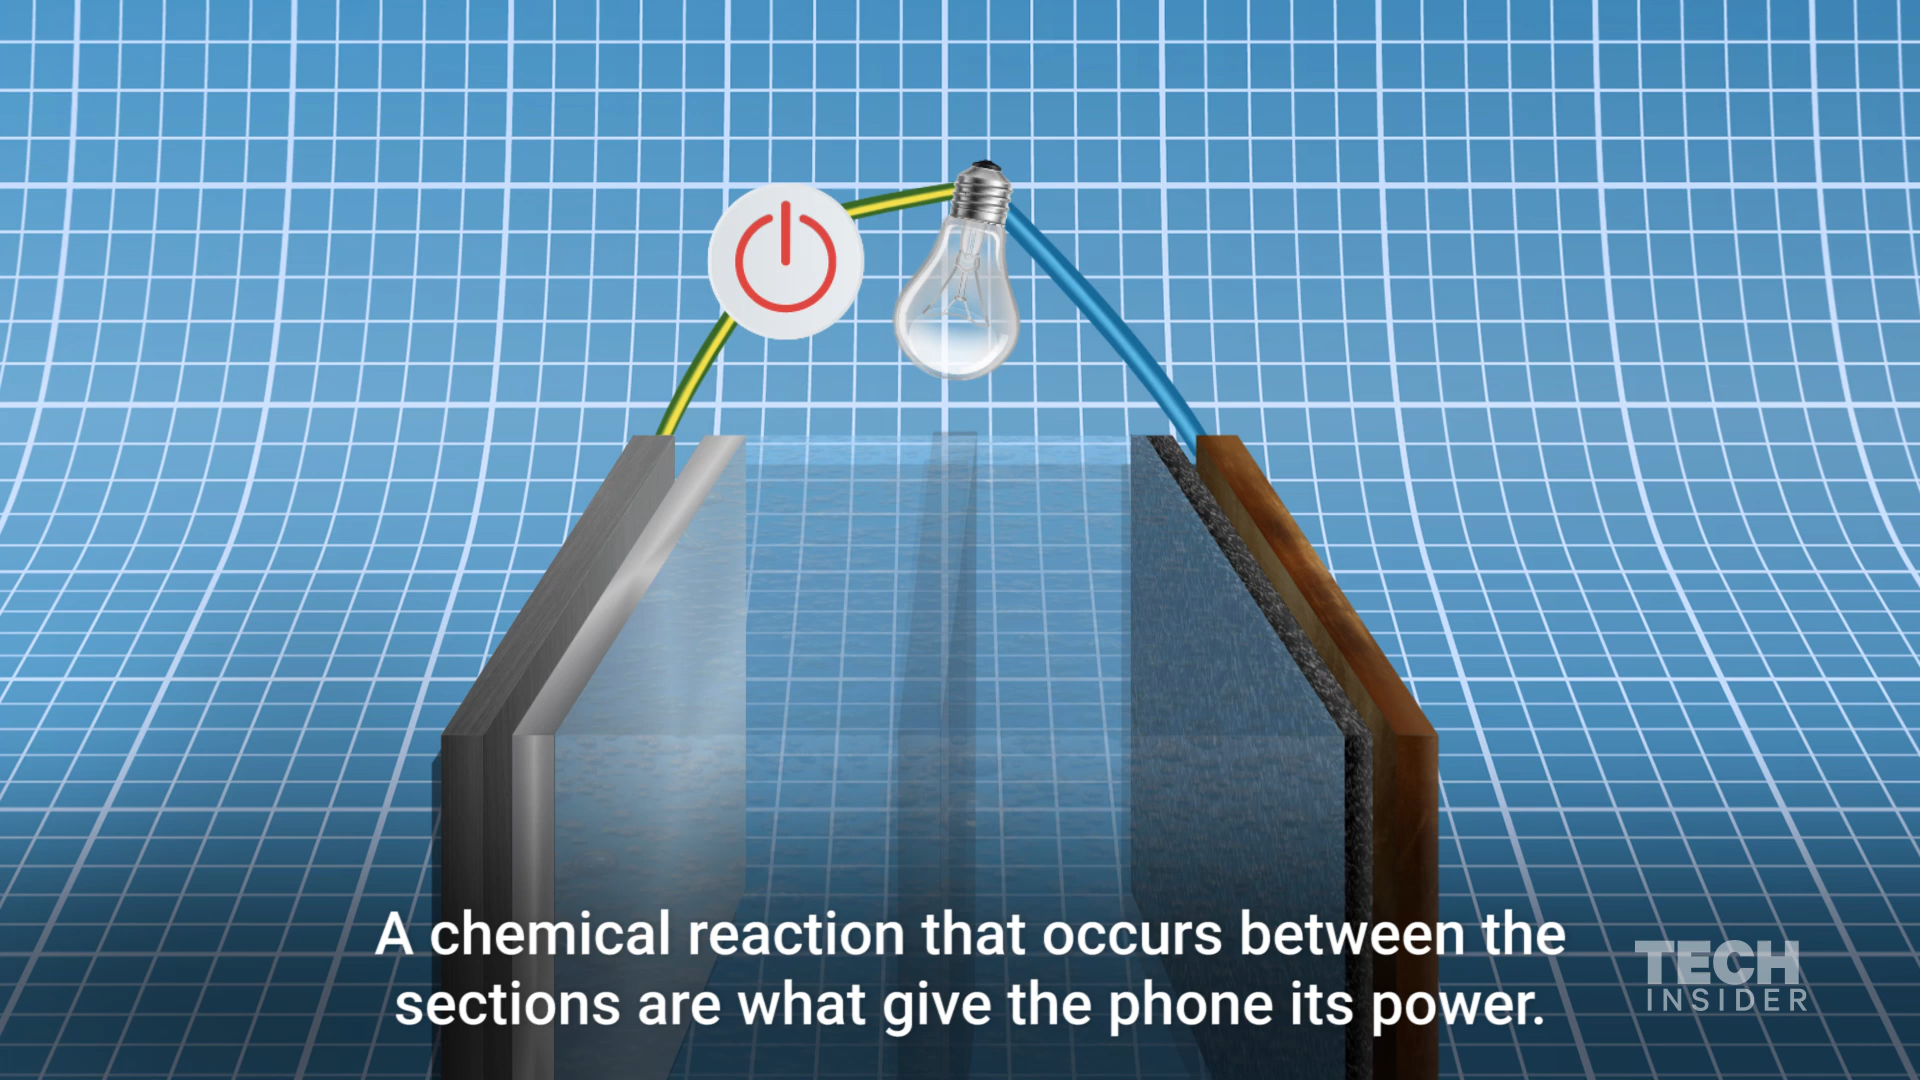 A chemical reaction that occurs between the
sections are what give the phone its power.
TECH
INSIDER